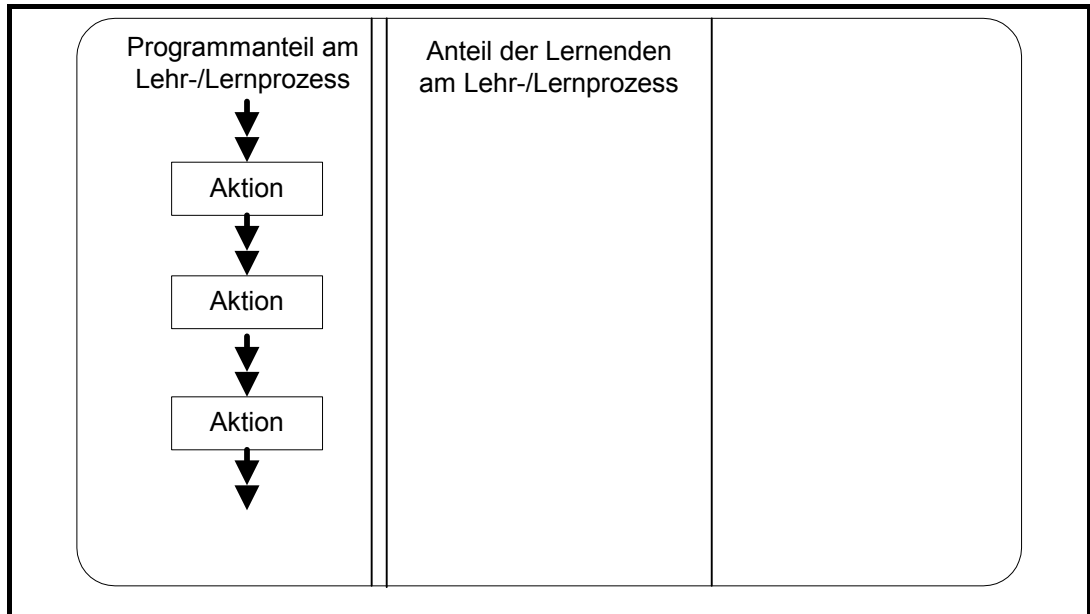 Programmanteil am
Lehr-/Lernprozess
Anteil der Lernenden
am Lehr-/Lernprozess
Aktion
Aktion
Aktion